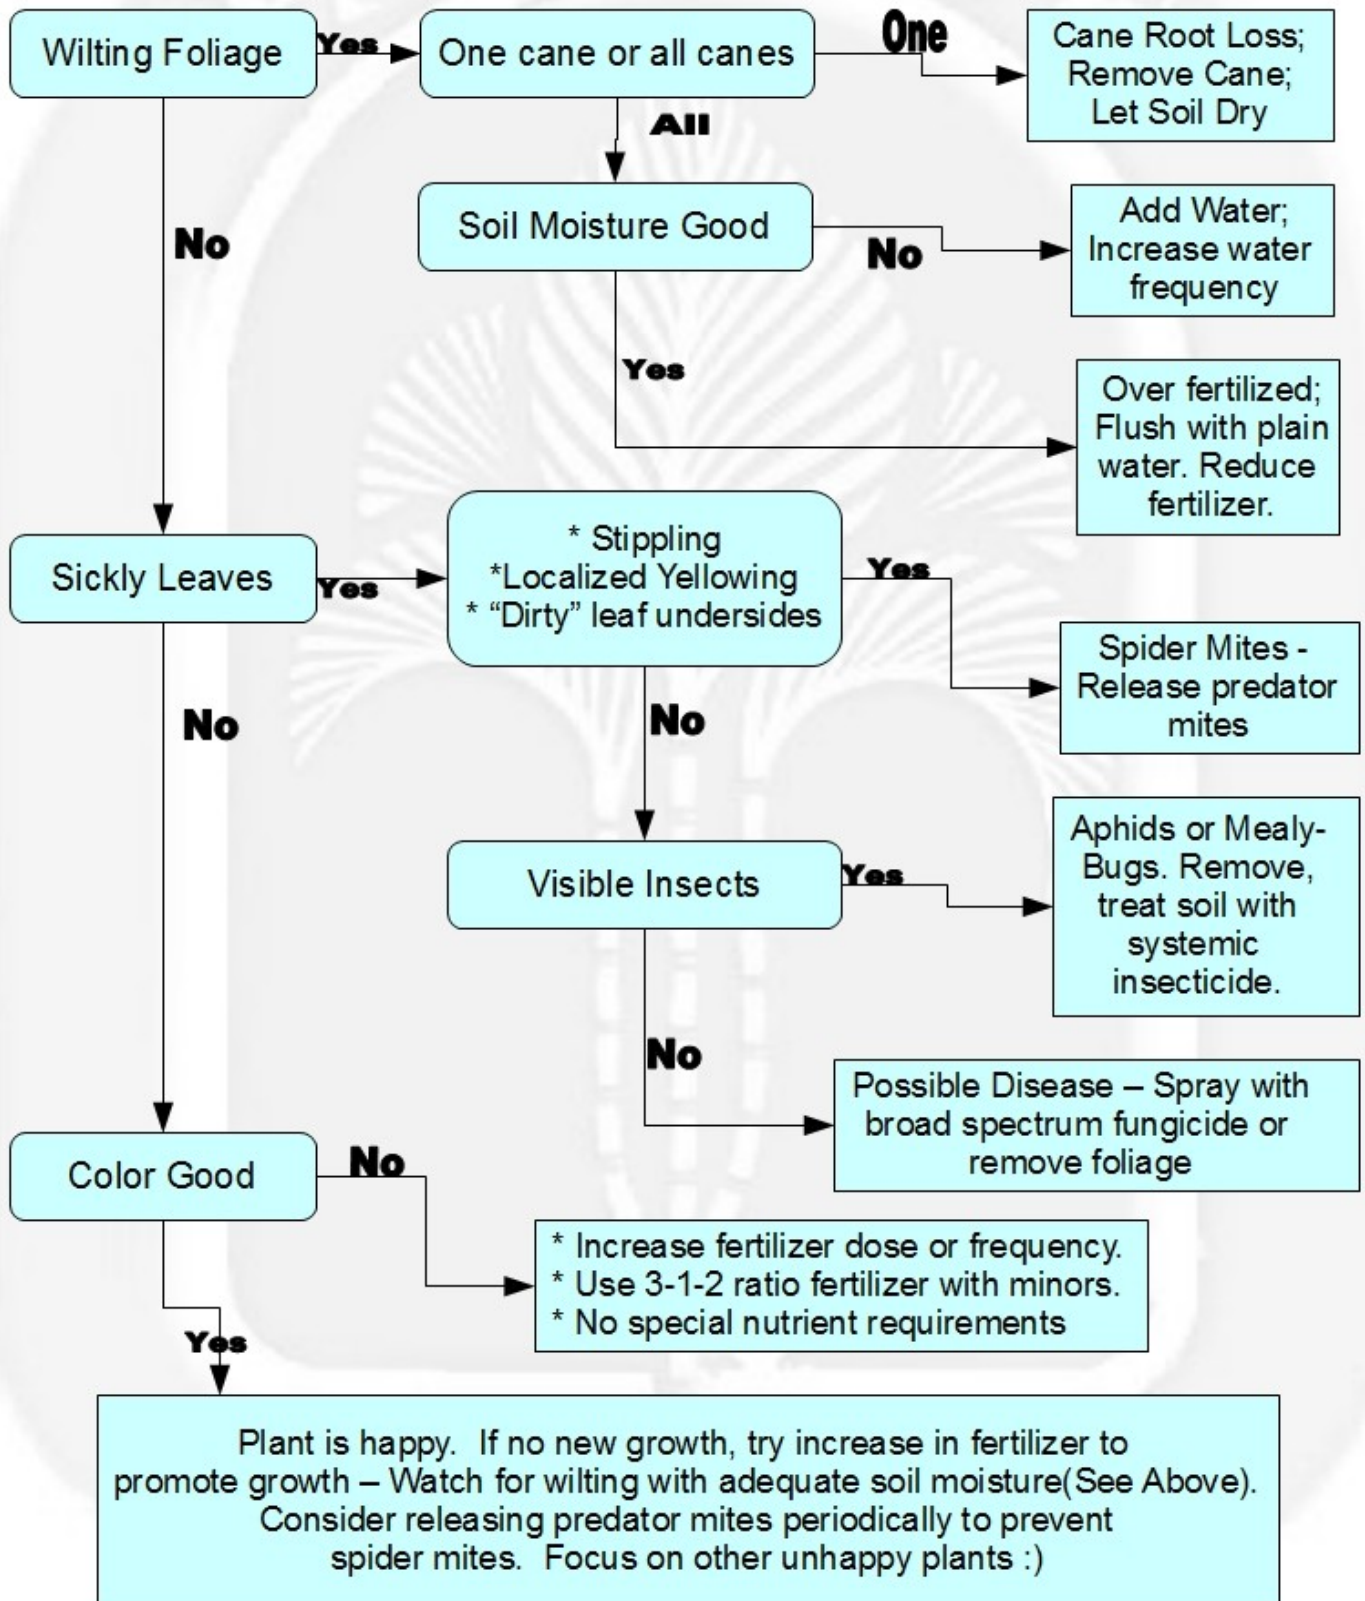 Wilting Foliage
Yes
One cane or all canes
One
Cane Root Loss;
Remove Cane;
Let Soil Dry
All
No
Soil Moisture Good
No
Add Water;
Increase water
frequency
Yes
Over fertilized;
Flush with plain
water. Reduce
fertilizer.
Sickly Leaves
Yes
* Stippling
*Localized Yellowing
* “Dirty” leaf undersides
Yes
Spider Mites -
Release predator
mites
No
No
Visible Insects
Yes
Aphids or Mealy-
Bugs. Remove,
treat soil with
systemic
insecticide.
No
Possible Disease – Spray with
broad spectrum fungicide or
remove foliage
Color Good
No
* Increase fertilizer dose or frequency.
* Use 3-1-2 ratio fertilizer with minors.
* No special nutrient requirements
Yes
Plant is happy.  If no new growth, try increase in fertilizer to
promote growth – Watch for wilting with adequate soil moisture(See Above).
Consider releasing predator mites periodically to prevent
spider mites.  Focus on other unhappy plants :)